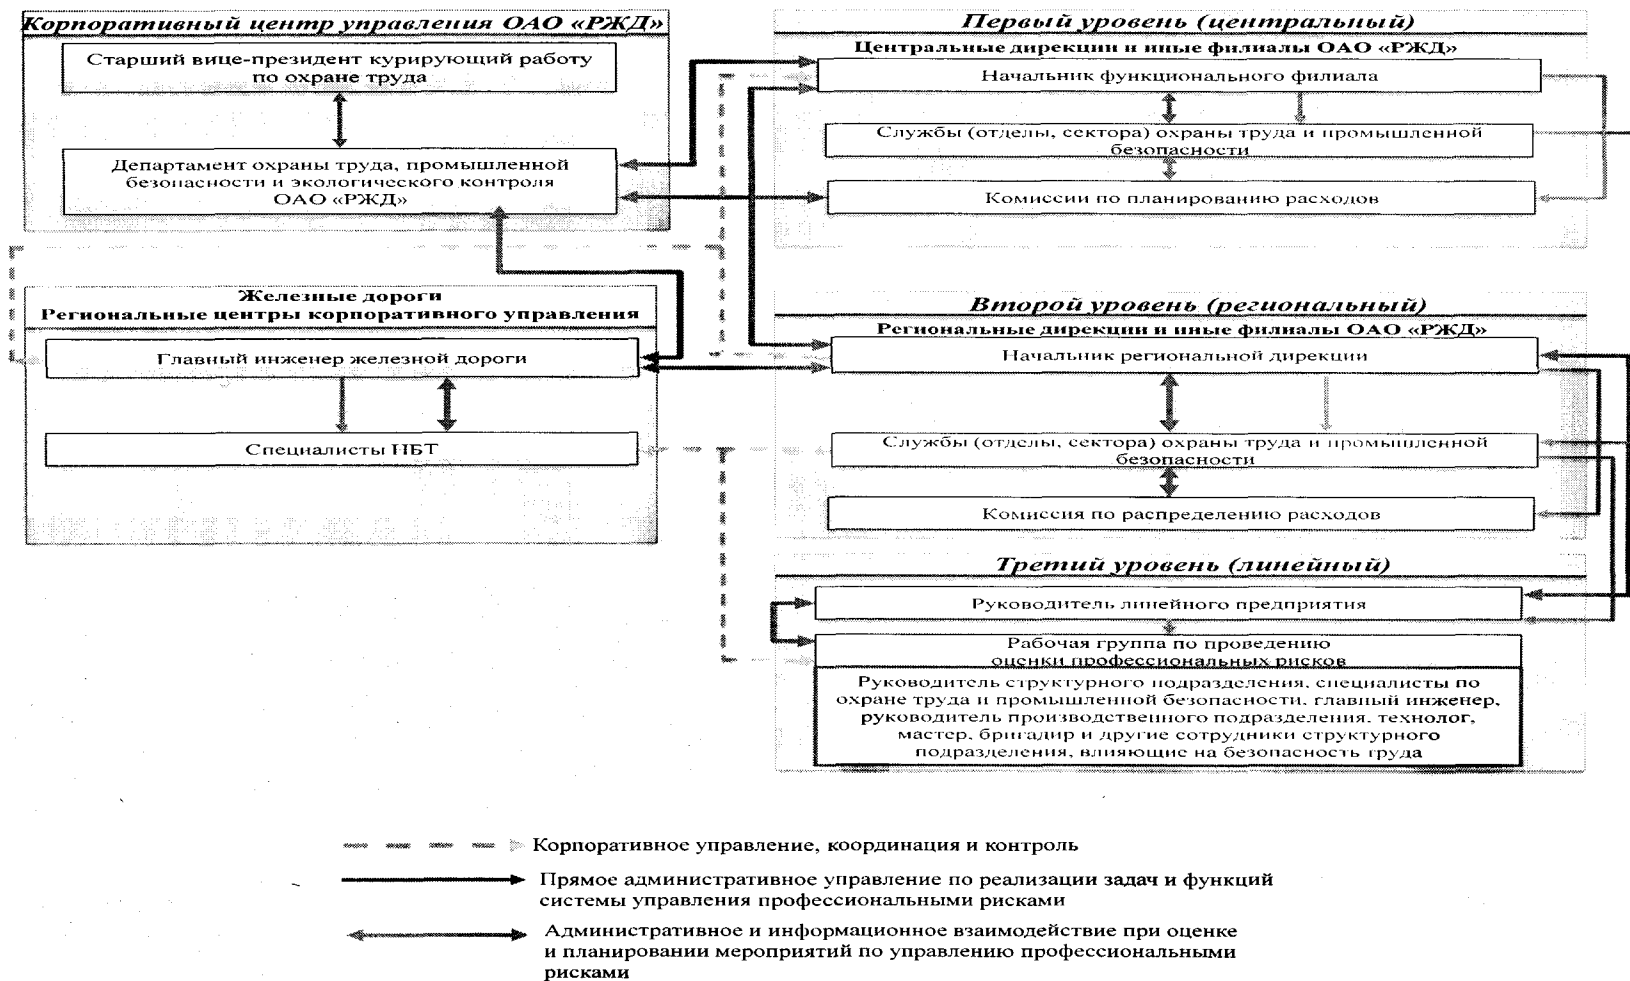 Корпоративный центр управления ОАО «РЖД»
Старший вице-президент курирующий работу
по охране труда
Департамент охраны труда, промышленной
безопасности и экологического контроля
ОАО «РЖД»
Железные дороги
Региональные центры корпоративного управления
Главный инженер железной дороги
Специалисты НБТ
Первый уровень (центральный)
Центральные дирекции и иные филиалы ОАО «РЖД»
Начальник функционального филиала
Службы (отделы, сектора) охраны труда и промышленной
безопасности
Комиссии по планированию расходов
Второй уровень (региональный)
Региональные дирекции и иные филиалы ОАО «РЖД»
Начальник региональной дирекции
Службы (отделы, сектора) охраны труда и промышленной
безопасности
Комиссия по распределению расходов
Третий уровень (линейный)
Руководитель линейного предприятия
Рабочая группа по проведению
оценки профессиональных рисков
Руководитель структурного подразделения, специалисты по
охране труда и промышленной безопасности, главный инженер,
руководитель производственного подразделения, технолог,
мастер, бригадир и другие сотрудники структурного
подразделения, влияющие на безопасность труда
Корпоративное управление, координация и контроль
Прямое административное управление по реализации задач и функций
системы управления профессиональными рисками
Административное и информационное взаимодействие при оценке
и планировании мероприятий по управлению профессиональными
рисками